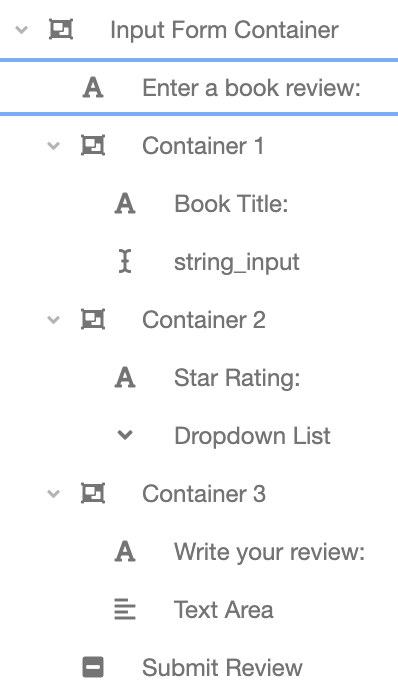 Input Form Container
Enter a book review:
Container 1
Book Title:
string_input
Container 2
Star Rating:
Dropdown List
Container 3
Write your review:
Text Area
Submit Review